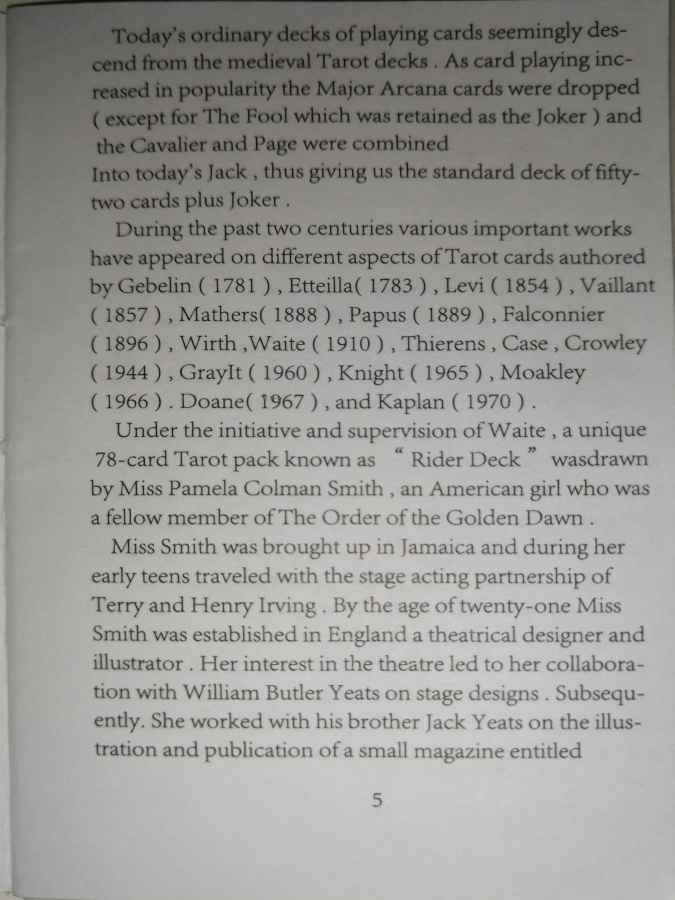 Today's ordinary decks of playing cards seemingly des-
cend from the medieval Tarot decks . As card playing inc-
reased in popularity the Major Arcana cards were dropped
( except for The Fool which was retained as the Joker ) and
the Cavalier and Page were combined
Into today's Jack , thus giving us the standard deck of fifty-
two cards plus Joker .
During the past two centuries various important works
have appeared on different aspects of Tarot cards authored
by Gebelin ( 1781 ) , Etteilla( 1783 ) , Levi ( 1854 ) , Vaillant
( 1857 ) , Mathers( 1888 ) , Papus ( 1889 ) , Falconnier
( 1896 ) , Wirth ,Waite ( 1910 ) , Thierens , Case , Crowley
( 1944 ) , GrayIt ( 1960 ) , Knight ( 1965 ) , Moakley
( 1966 ) . Doane( 1967 ) , and Kaplan ( 1970 ) .
Under the initiative and supervision of Waite , a unique
78-card Tarot pack known as “ Rider Deck ” wasdrawn
by Miss Pamela Colman Smith , an American girl who was
a fellow member of The Order of the Golden Dawn .
Miss Smith was brought up in Jamaica and during her
early teens traveled with the stage acting partnership of
Terry and Henry Irving . By the age of twenty-one Miss
Smith was established in England a theatrical designer and
illustrator . Her interest in the theatre led to her collabora-
tion with William Butler Yeats on stage designs . Subsequ-
ently. She worked with his brother Jack Yeats on the illus-
tration and publication of a small magazine entitled
5